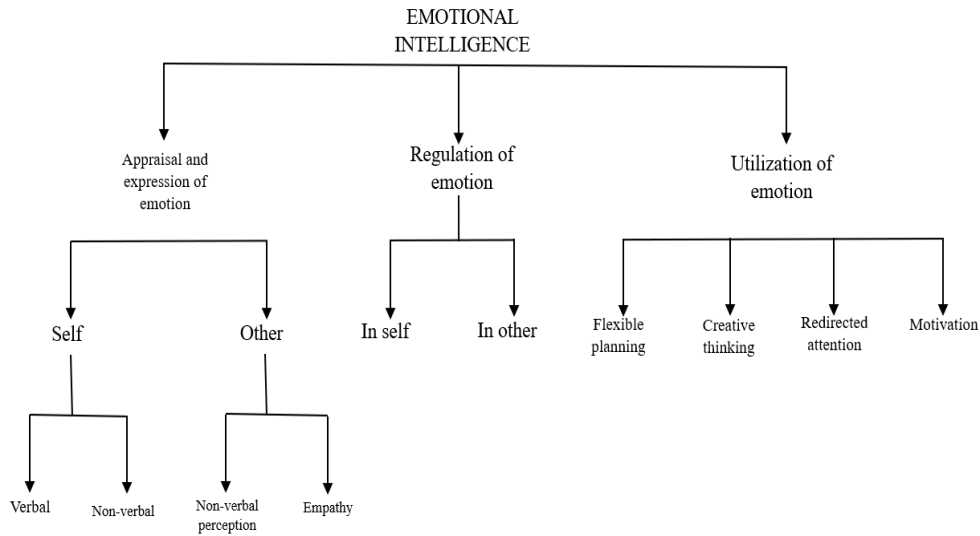 EMOTIONAL
INTELLIGENCE
Appraisal and
expression of
emotion
Regulation of
emotion
Utilization of
emotion
Self
Other
In self
In other
Flexible
planning
Creative
thinking
Redirected
attention
Motivation
Verbal
Non-verbal
Non-verbal
perception
Empathy